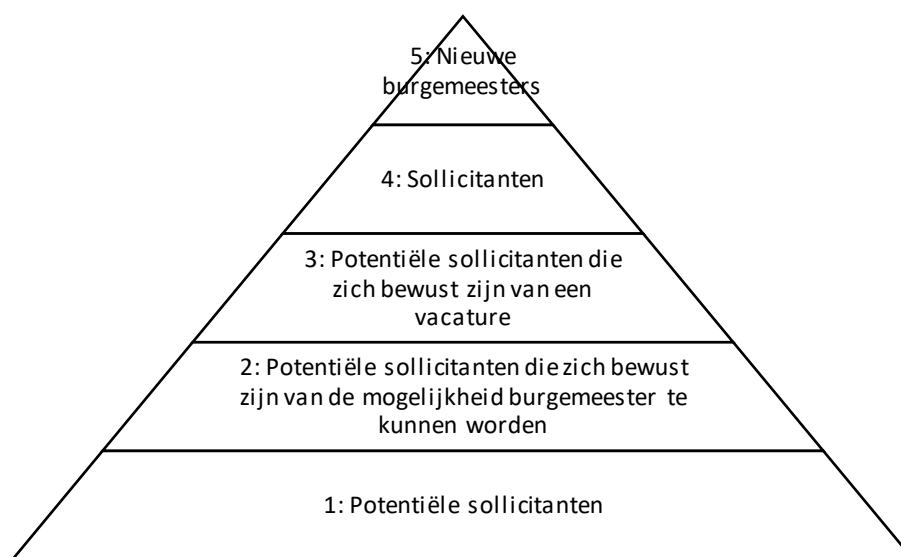 5: Nieuwe
burgemeesters
4: Sollicitanten
3: Potentiële sollicitanten die
zich bewust zijn van een
vacature
2: Potentiële sollicitanten die zich bewust
zijn van de mogelijkheid burgemeester te
kunnen worden
1: Potentiële sollicitanten